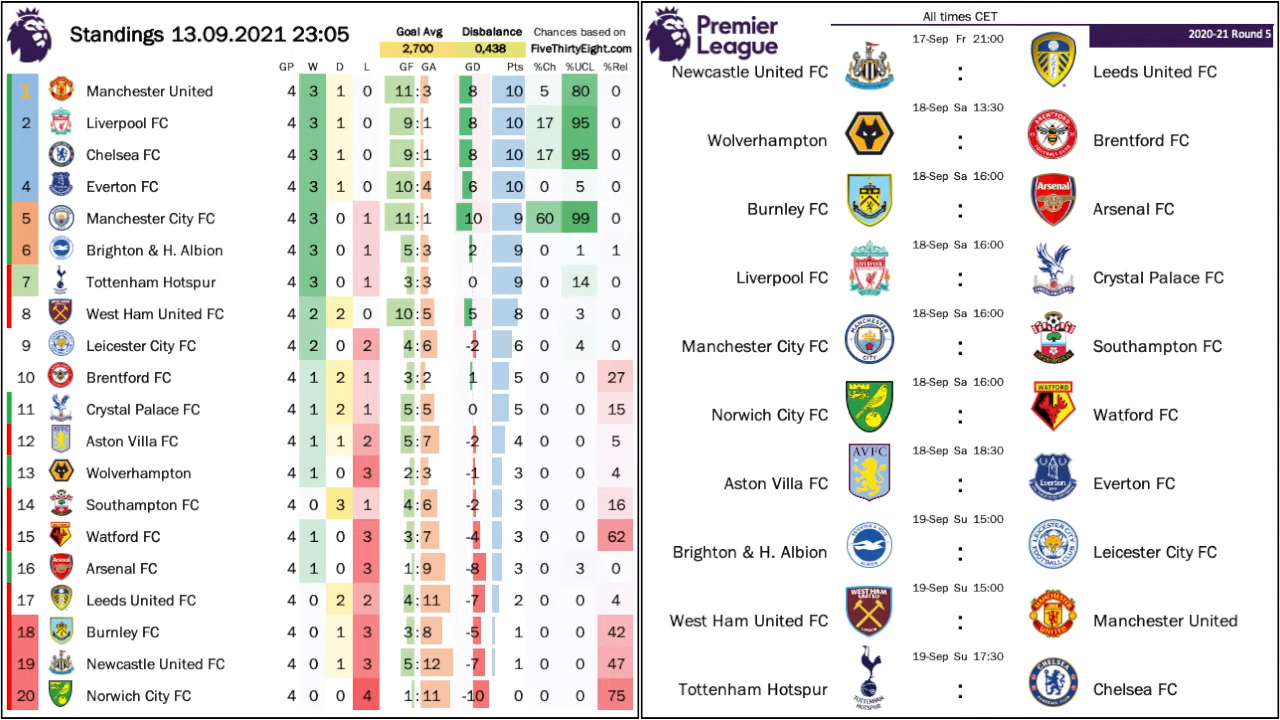 Standings 13.09.2021 23:05
Goal Avg Disbalance Chances based on
2,700 0,438 FiveThirtyEight.com
GP W D L GF GA GD Pts %Ch %UCL %Rel
1 Manchester United 4 3 1 0 11:3 8 10 5 80 0
2 Liverpool FC 4 3 1 0 9:1 8 10 17 95 0
Chelsea FC 4 3 1 0 9:1 8 10 17 95 0
4 Everton FC 4 3 1 0 10:4 6 10 0 5 0
5 Manchester City FC 4 3 0 1 11:1 10 9 60 99 0
6 Brighton & H. Albion 4 3 0 1 5:3 2 9 0 1 1
7 Tottenham Hotspur 4 3 0 1 3:3 0 9 0 14 0
8 West Ham United FC 4 2 2 0 10:5 5 8 0 3 0
9 Leicester City FC 4 2 0 2 4:6 -2 6 0 4 0
10 Brentford FC 4 1 2 1 3:2 1 5 0 0 27
11 Crystal Palace FC 4 1 2 1 5:5 0 5 0 0 15
12 Aston Villa FC 4 1 1 2 5:7 -2 4 0 0 5
13 Wolverhampton 4 1 0 3 2:3 -1 3 0 0 4
14 Southampton FC 4 0 3 1 4:6 -2 3 0 0 16
15 Watford FC 4 1 0 3 3:7 -4 3 0 0 62
16 Arsenal FC 4 1 0 3 1:9 -8 3 0 3 0
17 Leeds United FC 4 0 2 2 4:11 -7 2 0 0 4
18 Burnley FC 4 0 1 3 3:8 -5 1 0 0 42
19 Newcastle United FC 4 0 1 3 5:12 -7 1 0 0 47
20 Norwich City FC 4 0 0 4 1:11 -10 0 0 0 75
Premier
League
All times CET
2020-21 Round 5
17-Sep Fr 21:00
Newcastle United FC : Leeds United FC
18-Sep Sa 13:30
Wolverhampton : Brentford FC
18-Sep Sa 16:00
Burnley FC : Arsenal FC
18-Sep Sa 16:00
Liverpool FC : Crystal Palace FC
18-Sep Sa 16:00
Manchester City FC : Southampton FC
18-Sep Sa 16:00
Norwich City FC : Watford FC
18-Sep Sa 18:30
Aston Villa FC : Everton FC
19-Sep Su 15:00
Brighton & H. Albion : Leicester City FC
19-Sep Su 15:00
West Ham United FC : Manchester United
19-Sep Su 17:30
Tottenham Hotspur : Chelsea FC